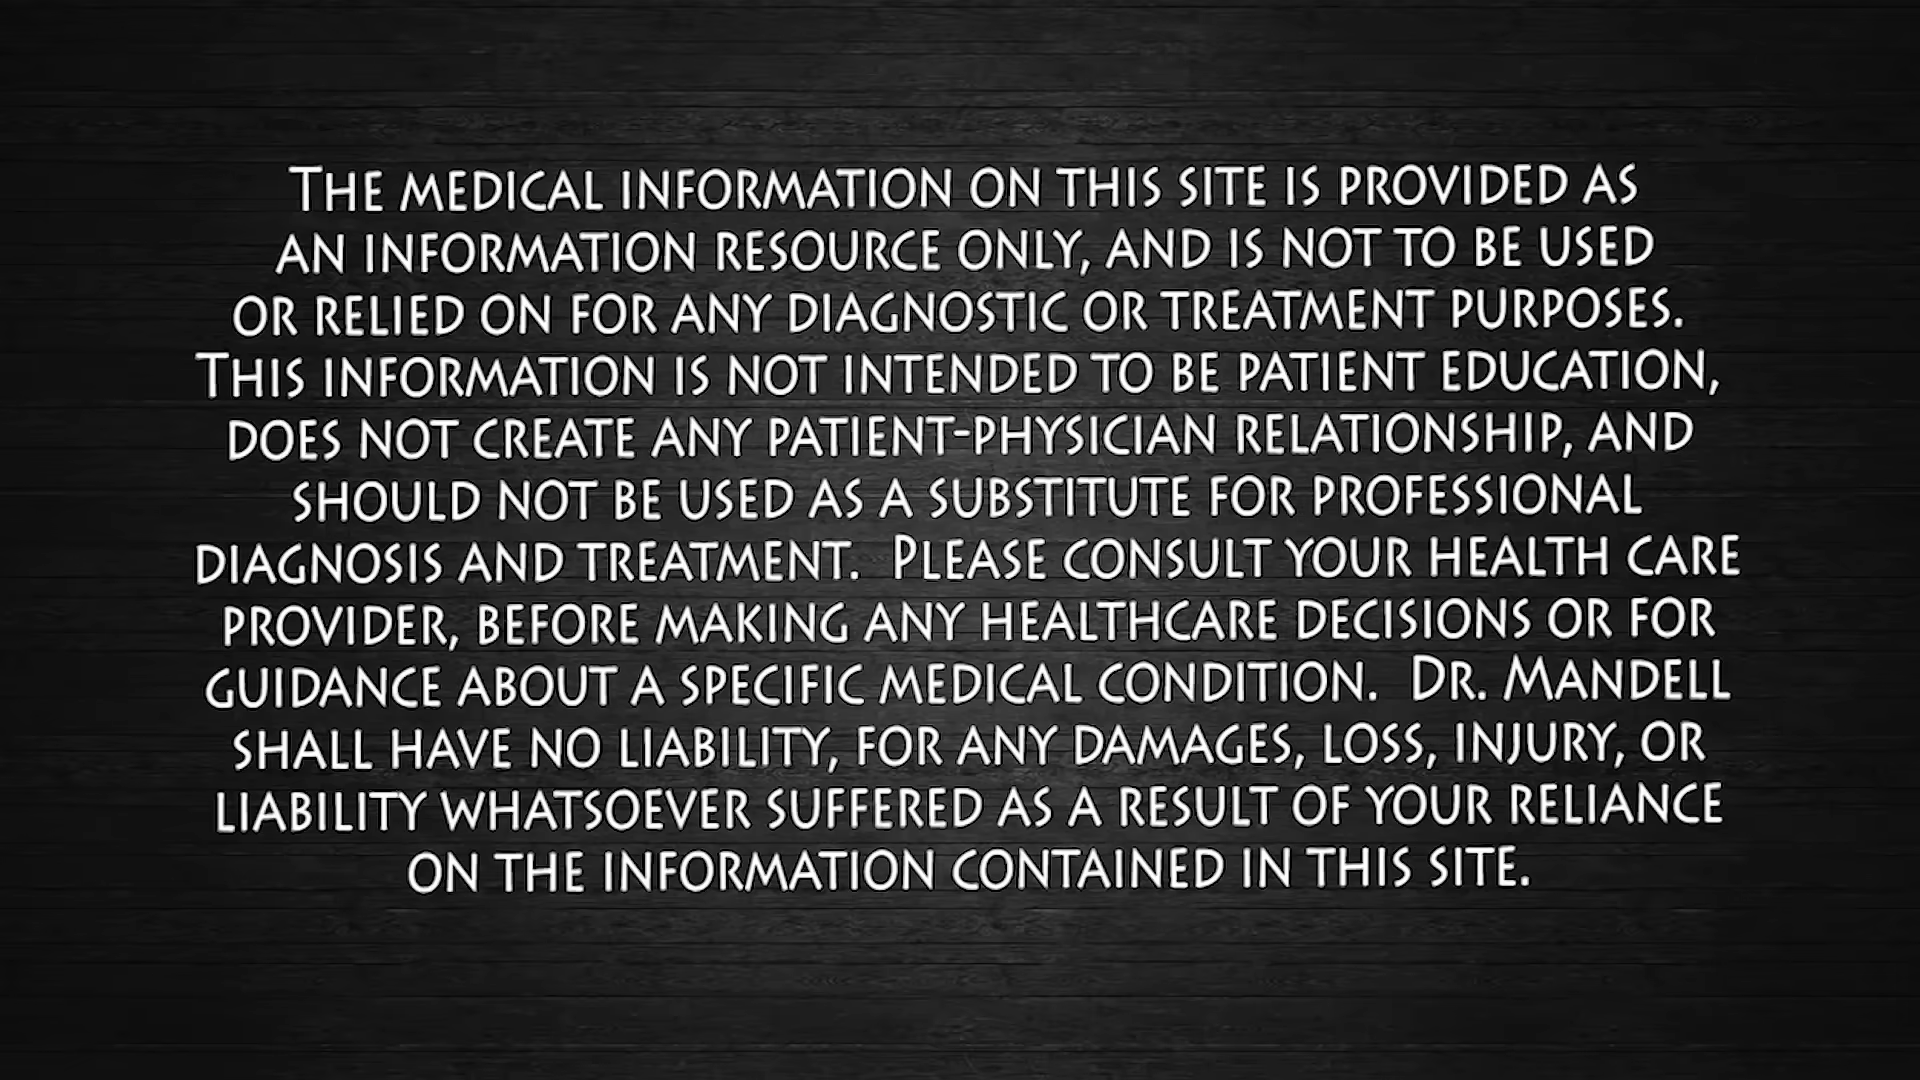 The medical information on this site is provided as
an information resource only, and is not to be used
or relied on for any diagnostic or treatment purposes.
This information is not intended to be patient education,
does not create any patient-physician relationship, and
should not be used as a substitute for professional
diagnosis and treatment. Please consult your health care
provider, before making any healthcare decisions or for
guidance about a specific medical condition. Dr. Mandell
shall have no liability, for any damages, loss, injury, or
liability whatsoever suffered as a result of your reliance
on the information contained in this site.